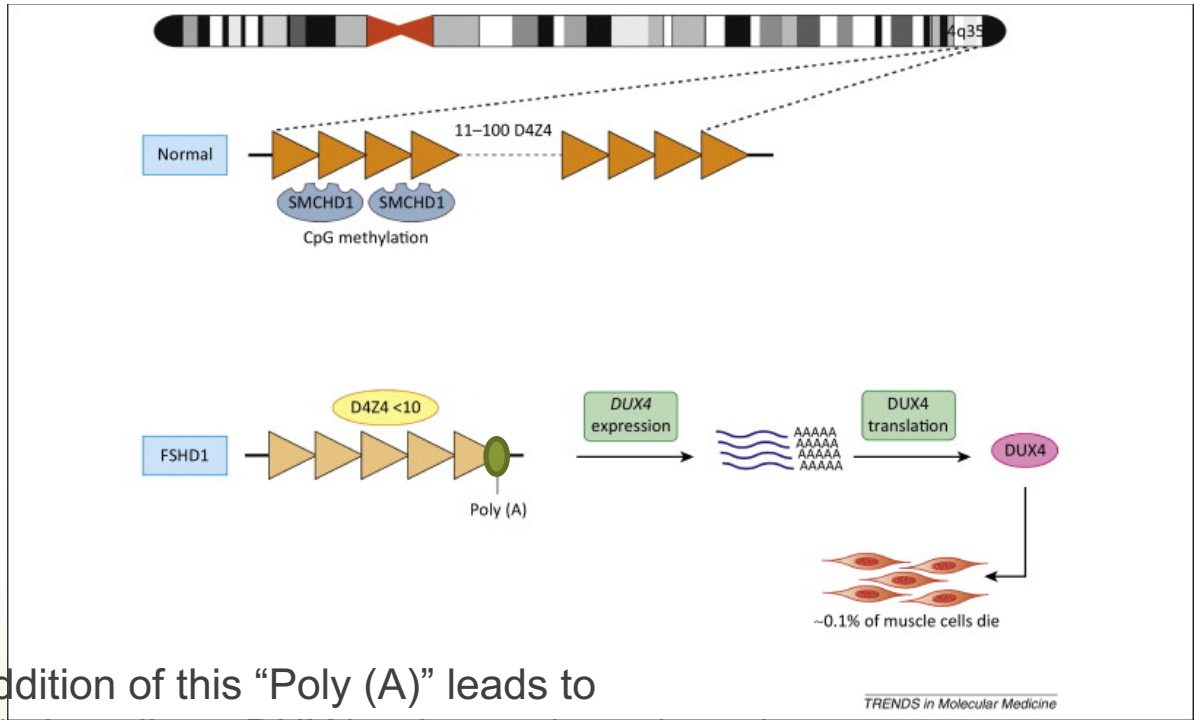 4q35
11–100 D4Z4
Normal
SMCHD1 SMCHD1
CpG methylation
D4Z4 <10
DUX4
expression
DUX4
translation
FSHD1
AAAAA
AAAAA
AAAAA
AAAAA
DUX4
Poly (A)
~0.1% of muscle cells die
of this “Poly (A)” leads to
TRENDS in Molecular Medicine